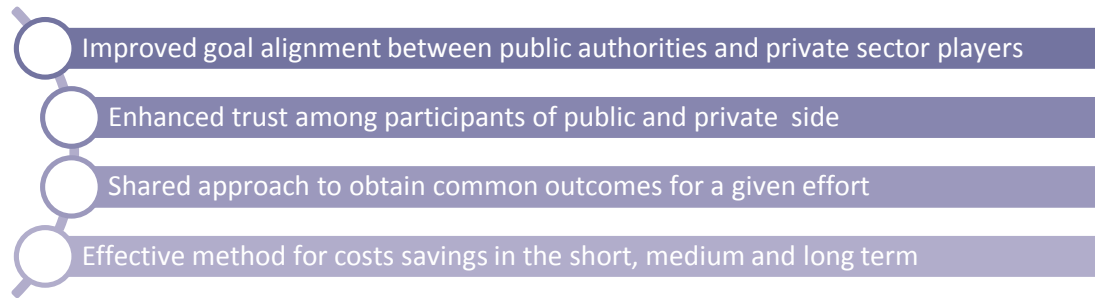 Improved goal alignment between public authorities and private sector players
Enhanced trust among participants of public and private side
Shared approach to obtain common outcomes for a given effort
Effective method for costs savings in the short, medium and long term